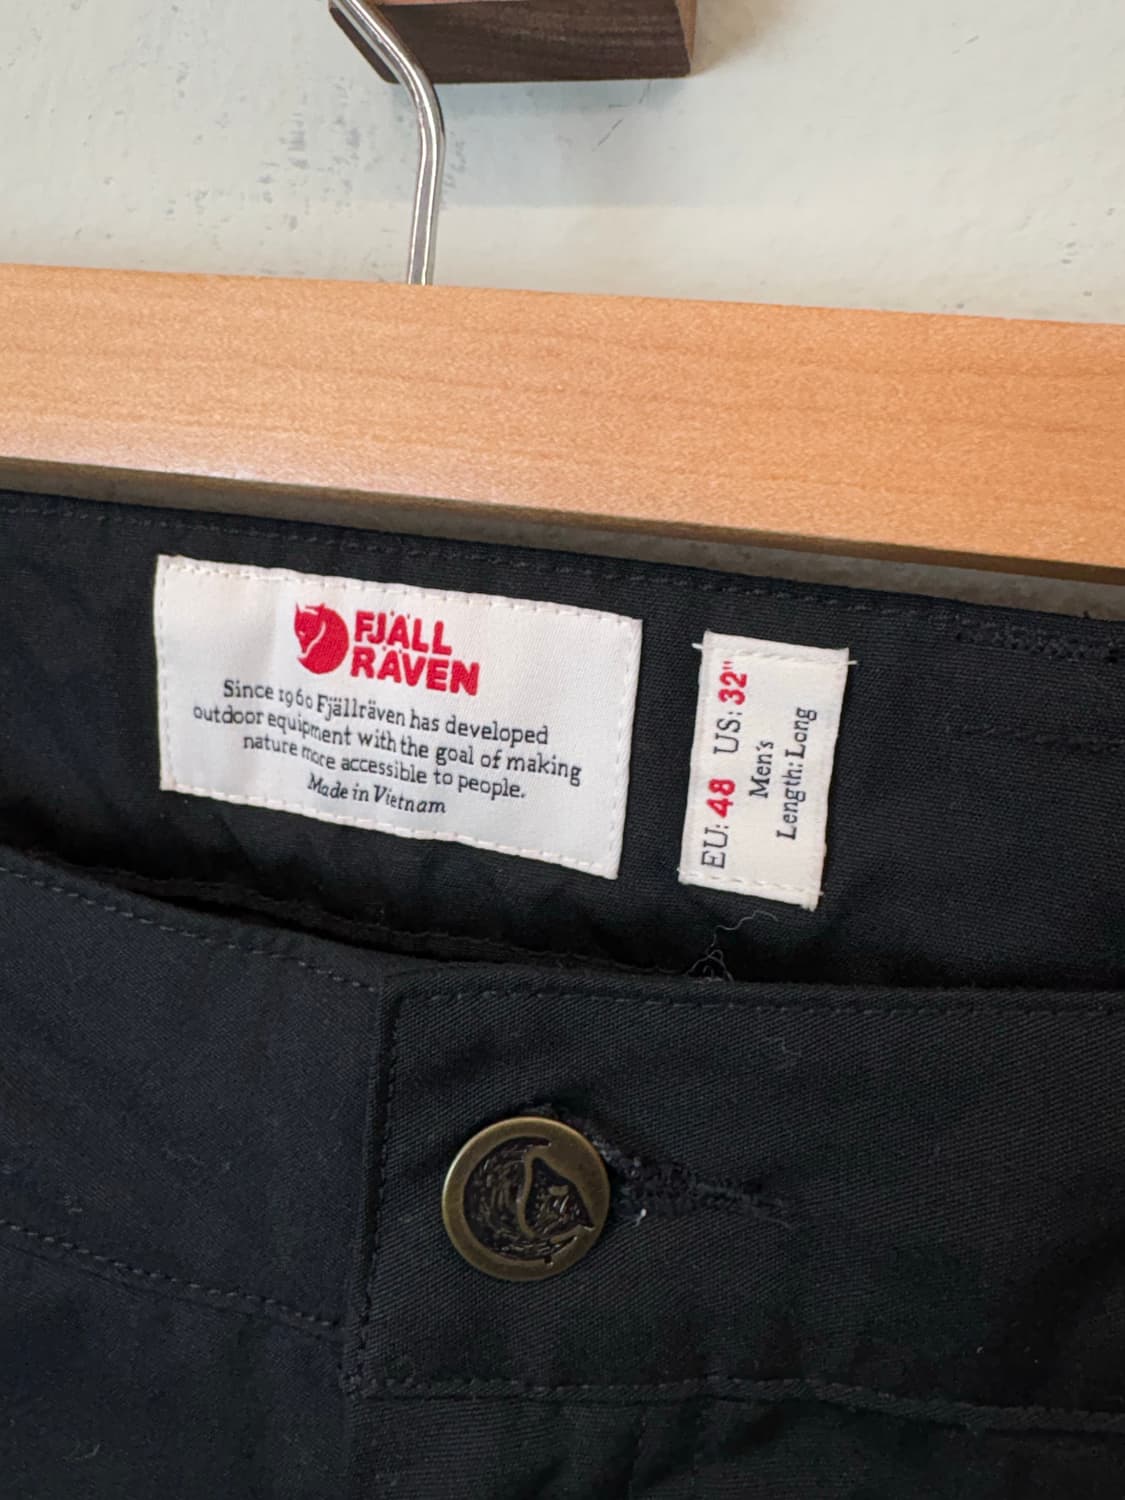 FJÄLL
RÄVEN
Since 1960 Fjällräven has developed
outdoor equipment with the goal of making
nature more accessible to people.
Made in Vietnam
EU: 48 US: 32"
Men's
Length: Long